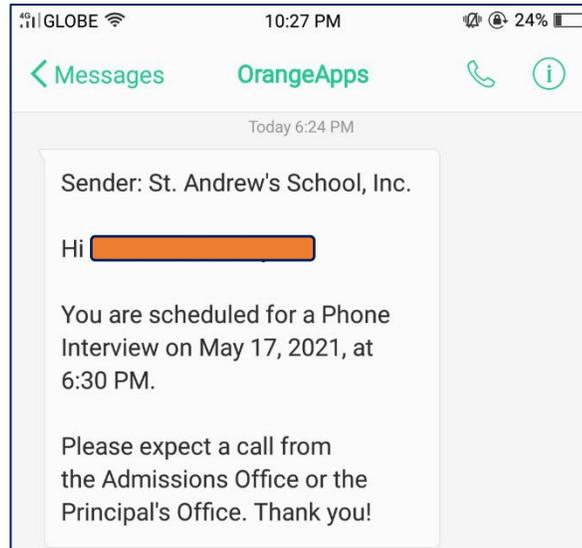 4G GLOBE 10:27 PM 24%
Messages OrangeApps
Today 6:24 PM
Sender: St. Andrew's School, Inc.
Hi
You are scheduled for a Phone
Interview on May 17, 2021, at
6:30 PM.
Please expect a call from
the Admissions Office or the
Principal's Office. Thank you!